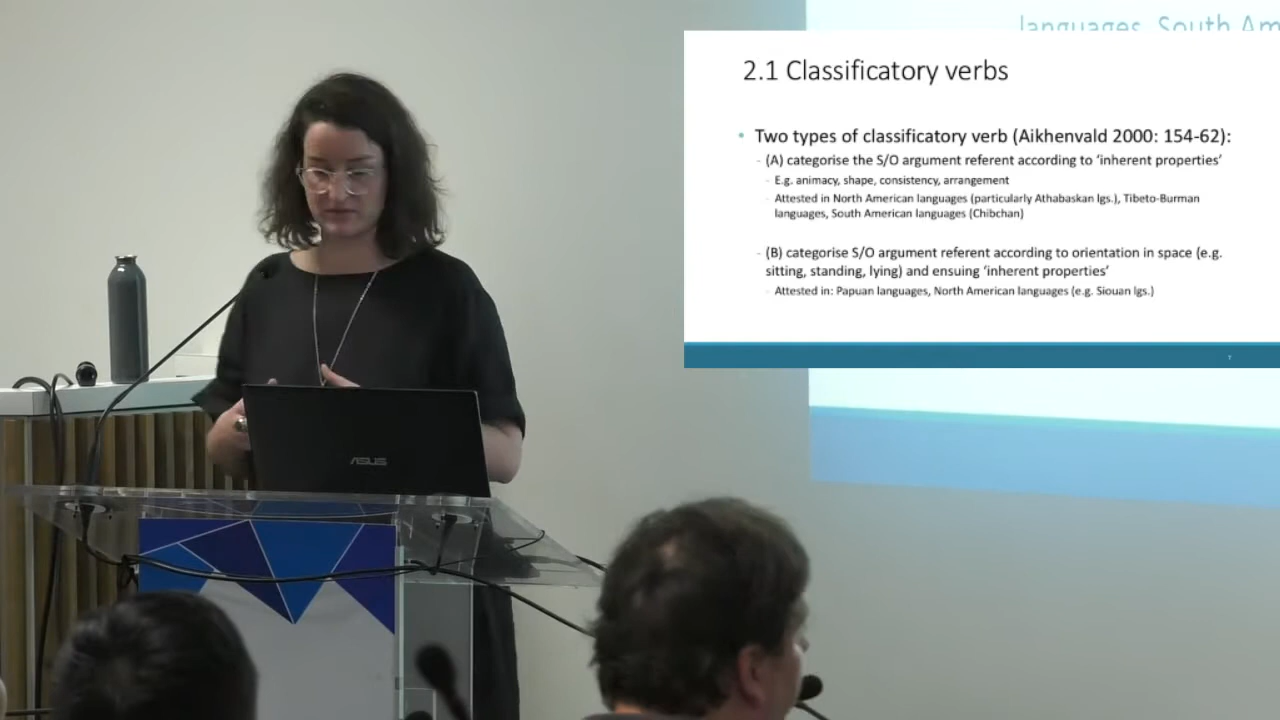 languages, South Am
2.1 Classificatory verbs
• Two types of classificatory verb (Aikhenvald 2000: 154-62):
- (A) categorise the S/O argument referent according to ‘inherent properties’
- E.g. animacy, shape, consistency, arrangement
- Attested in North American languages (particularly Athabaskan lgs.), Tibeto-Burman
languages, South American languages (Chibchan)
- (B) categorise S/O argument referent according to orientation in space (e.g.
sitting, standing, lying) and ensuing ‘inherent properties’
- Attested in: Papuan languages, North American languages (e.g. Siouan lgs.)
ASUS